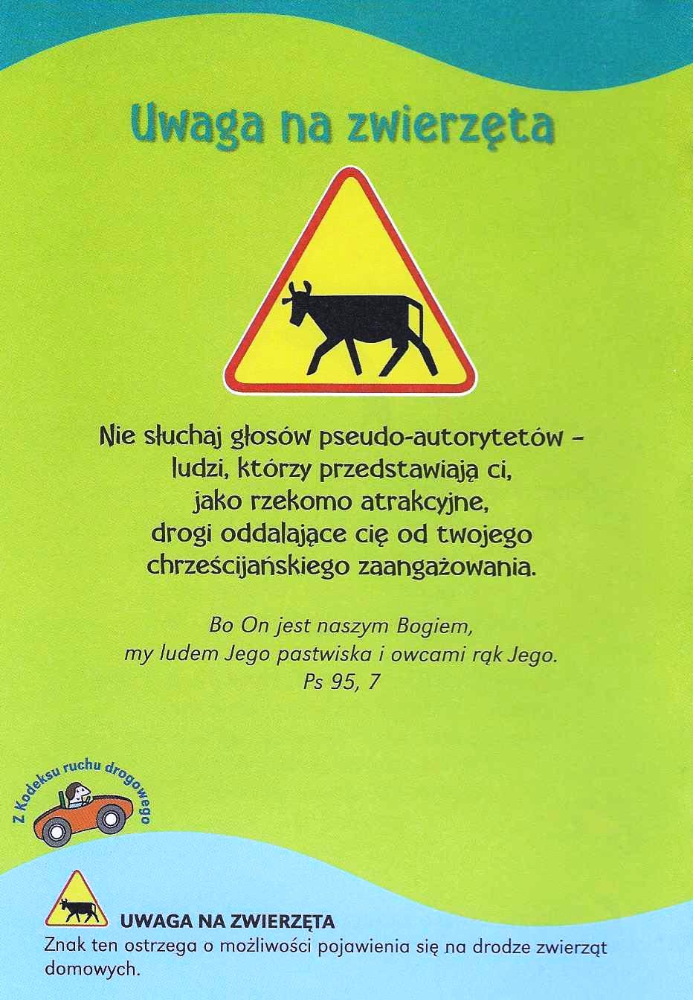 Uwaga na zwierzęta
Nie słuchaj głosów pseudo-autorytetów –
ludzi, którzy przedstawiają ci,
jako rzekomo atrakcyjne,
drogi oddalające cię od twojego
chrześcijańskiego zaangażowania.
Bo On jest naszym Bogiem,
my ludem Jego pastwiska i owcami rąk Jego.
Ps 95, 7
Z Kodeksu ruchu drogowego
UWAGA NA ZWIERZĘTA
Znak ten ostrzega o możliwości pojawienia się na drodze zwierząt
domowych.